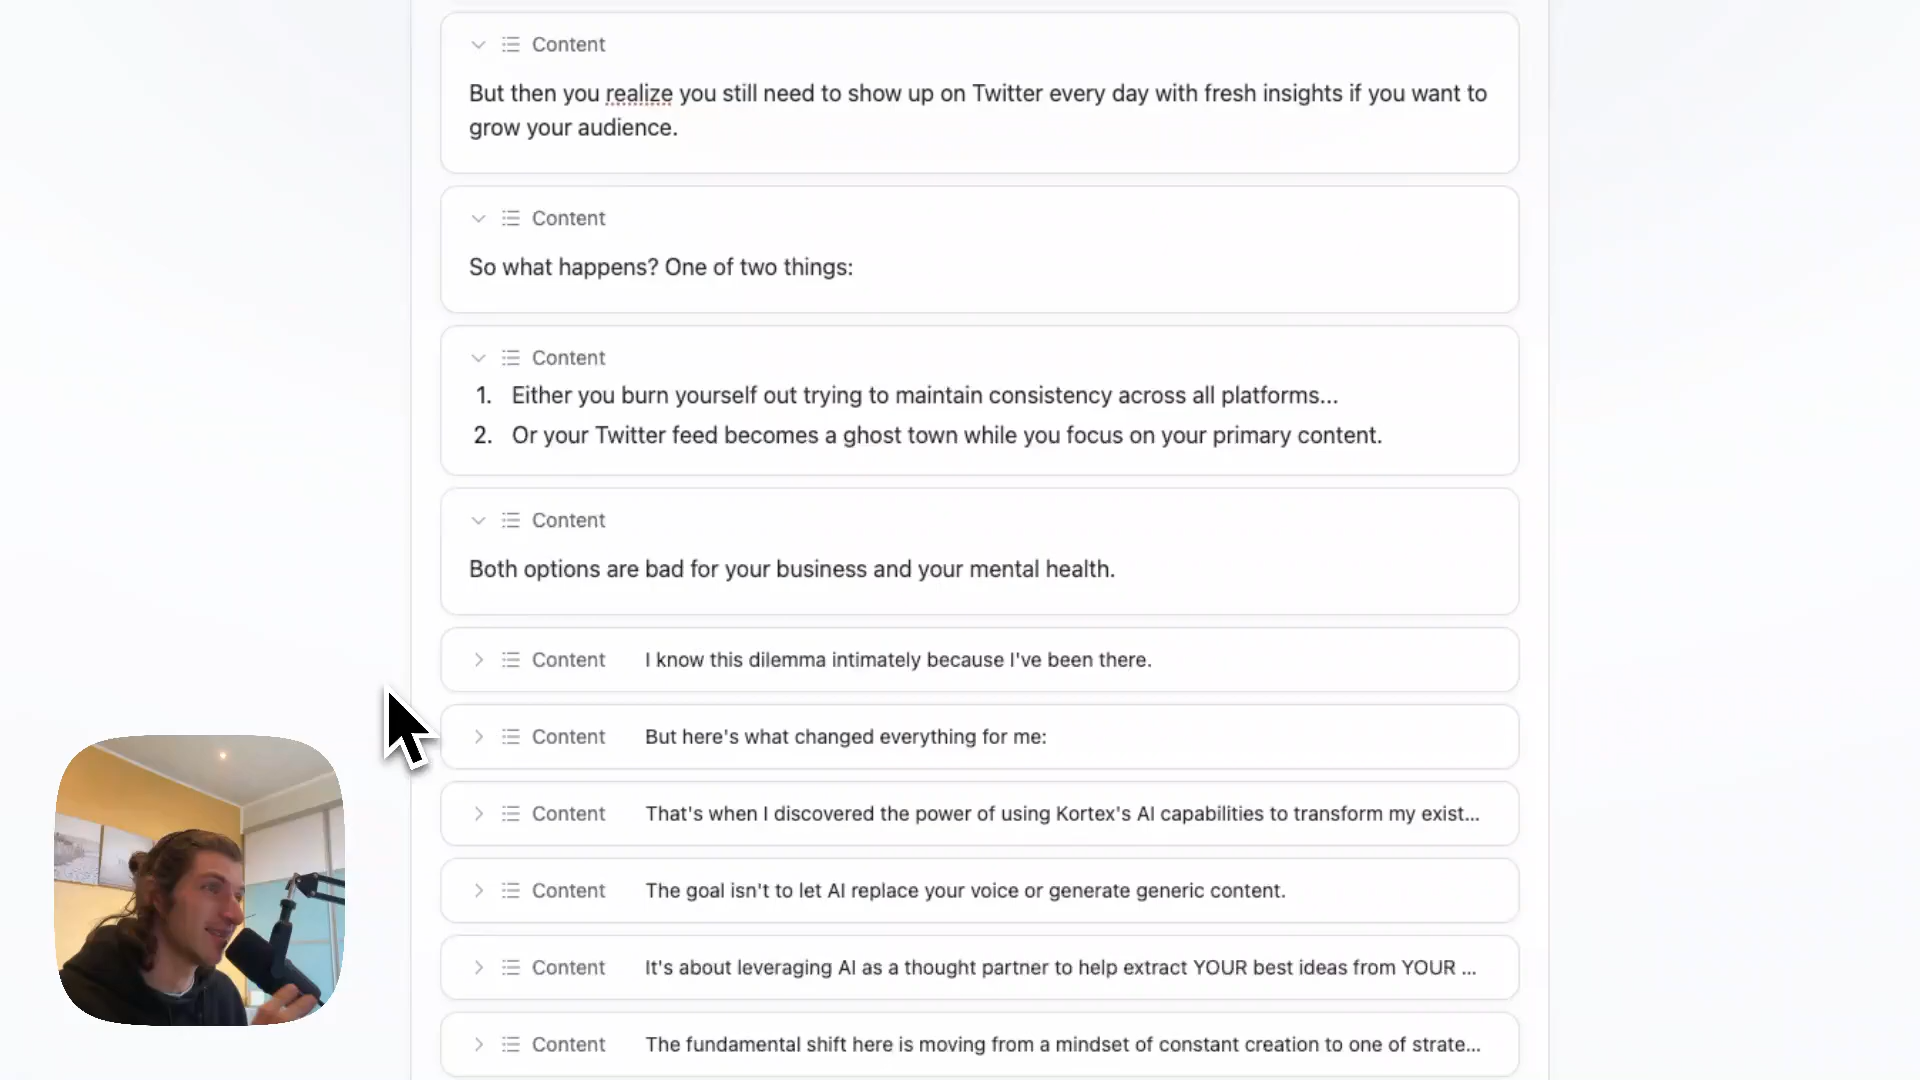 Content
But then you realize you still need to show up on Twitter every day with fresh insights if you want to
grow your audience.
Content
So what happens? One of two things:
Content
1. Either you burn yourself out trying to maintain consistency across all platforms...
2. Or your Twitter feed becomes a ghost town while you focus on your primary content.
Content
Both options are bad for your business and your mental health.
Content I know this dilemma intimately because I've been there.
Content But here's what changed everything for me:
Content That's when I discovered the power of using Kortex's AI capabilities to transform my exist...
Content The goal isn't to let AI replace your voice or generate generic content.
Content It's about leveraging AI as a thought partner to help extract YOUR best ideas from YOUR ...
Content The fundamental shift here is moving from a mindset of constant creation to one of strate...